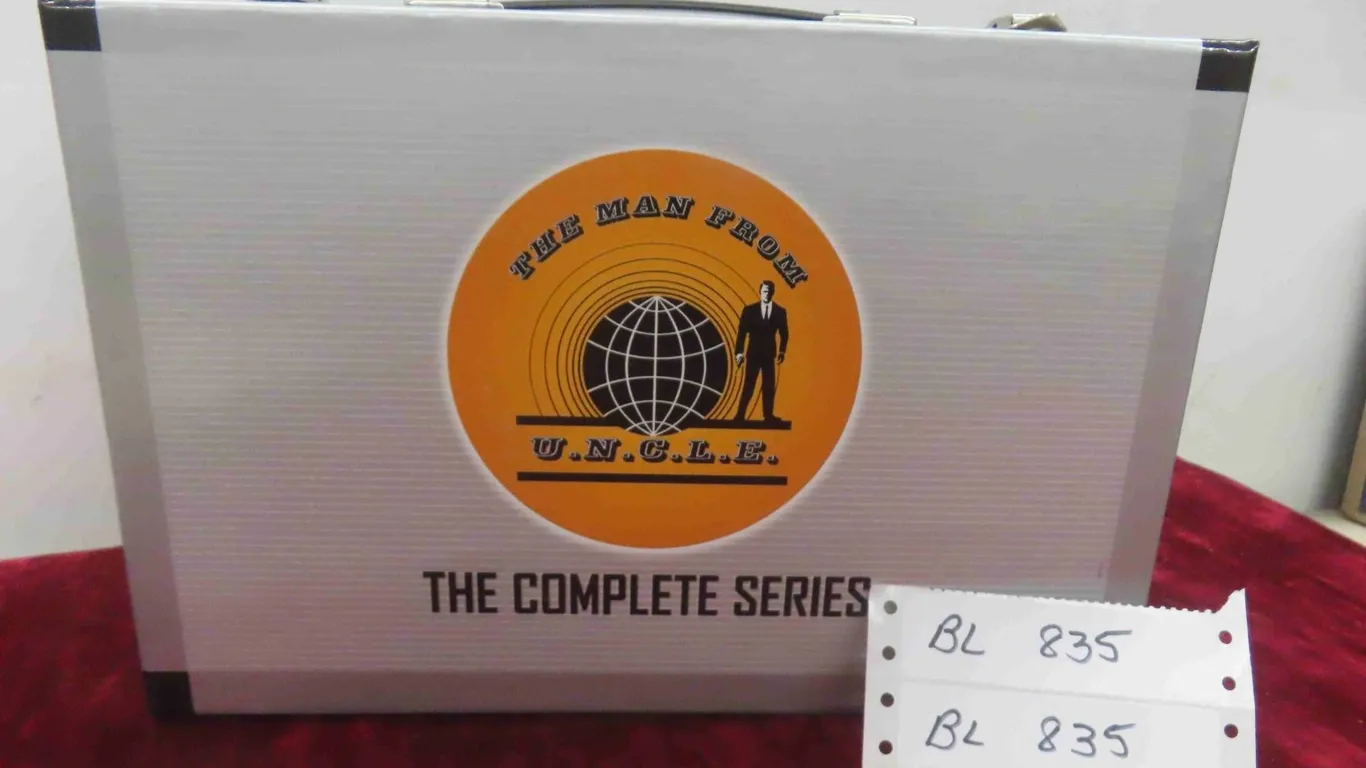 THE MAN FROM
U.N.C.L.E.
THE COMPLETE SERIES
BL 835
BL 835